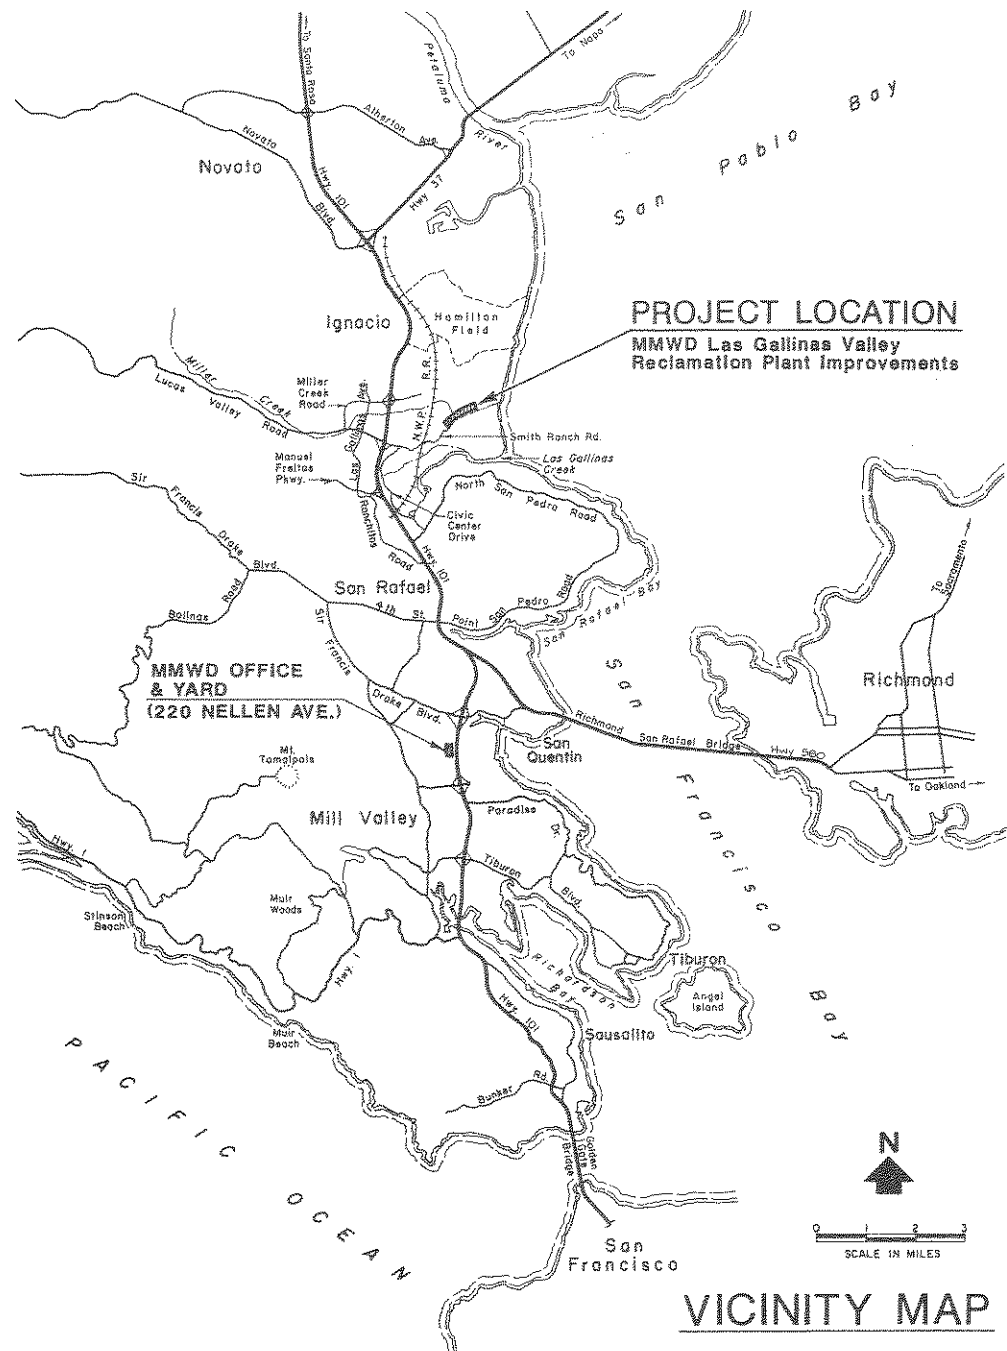 To Santa Rosa
Petaluma
River
To Napa
San Pablo Bay
Atherton
Ave.
Novato
Blvd.
Novato
Hwy. 101
Hwy 37
Ignacio
Hamilton
Field
PROJECT LOCATION
MMWD Las Gallinas Valley
Reclamation Plant Improvements
Miller
Creek
Lucas Valley Road
Miller
Creek
Road
Las Gallinas Ave.
R.R.
N.W.P.
Smith Ranch Rd.
Las Gallinas
Creek
Manuel
Freitas
Pkwy.
North San Pedro Road
Civic
Center
Drive
Ranchitos
Road
Hwy 101
Sir Francis Drake Blvd.
Bolinas Road
San Rafael
4th St.
Point San Pedro Road
San Rafael Bay
To
Sacramento
Sir Francis
Drake Blvd.
MMWD OFFICE
& YARD
(220 NELLEN AVE.)
San Francisco Bay
Richmond
Richmond San Rafael Bridge
Hwy 580
San
Quentin
To Oakland
Mt.
Tamalpais
Mill Valley
Paradise
Dr.
Hwy. 1
Tiburon
Blvd.
Muir
Woods
Stinson
Beach
Hwy. 1
Richardson
Bay
Tiburon
Angel
Island
Hwy. 101
Sausalito
Muir
Beach
Bunker Rd.
PACIFIC OCEAN
Golden
Gate
Bridge
San
Francisco
N
0 1 2 3
SCALE IN MILES
VICINITY MAP